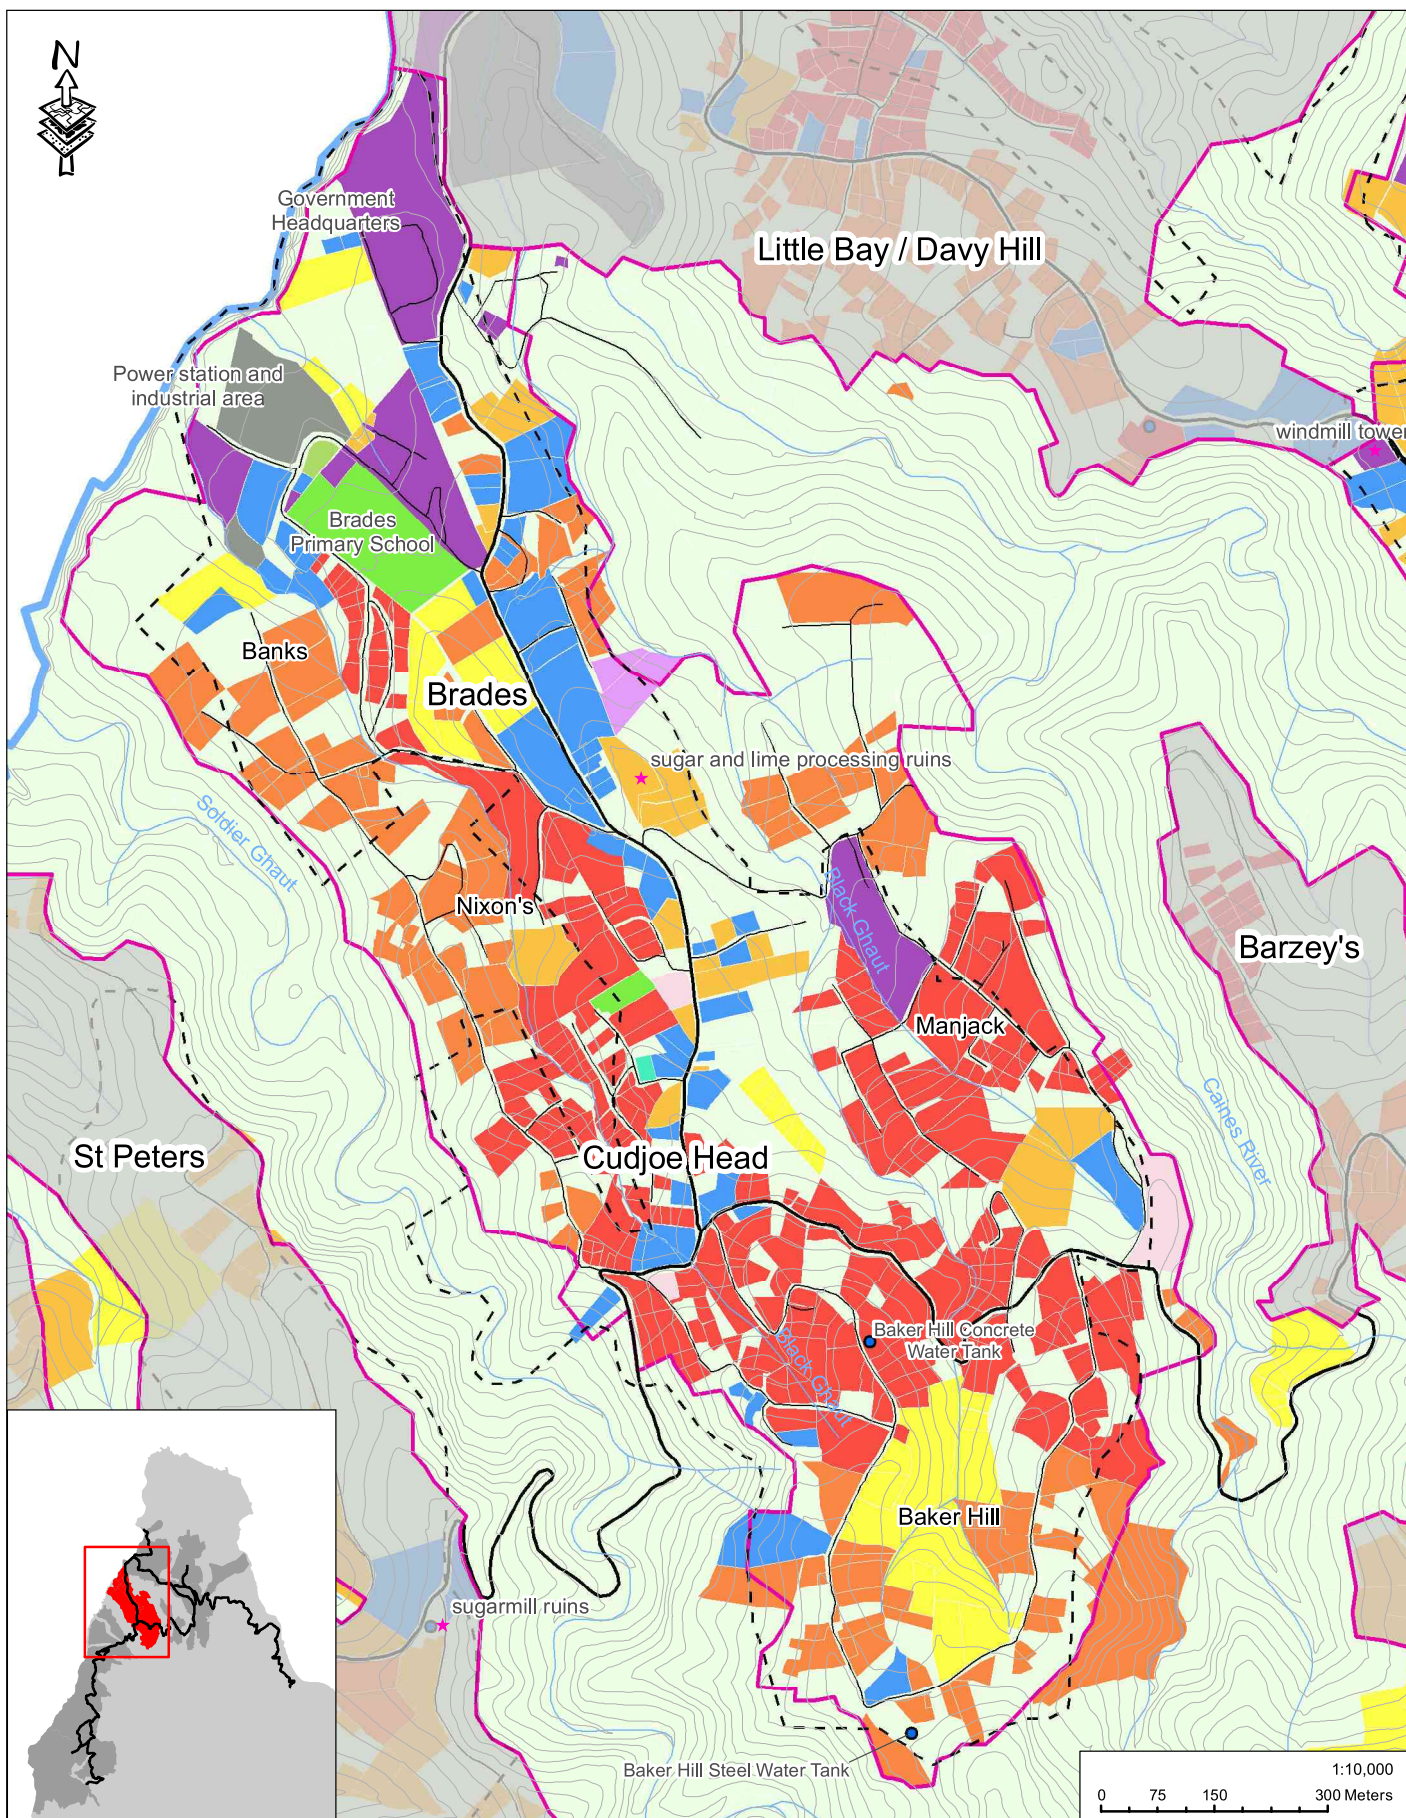 N
Government
Headquarters
Little Bay / Davy Hill
Power station and
industrial area
windmill tower
Brades
Primary School
Banks
Brades
sugar and lime processing ruins
Soldier Ghaut
Black Ghaut
Nixon's
Barzey's
Manjack
Caines River
St Peters
Cudjoe Head
Baker Hill Concrete
Water Tank
Black Ghaut
Baker Hill
sugarmill ruins
Baker Hill Steel Water Tank
1:10,000
0 75 150 300 Meters